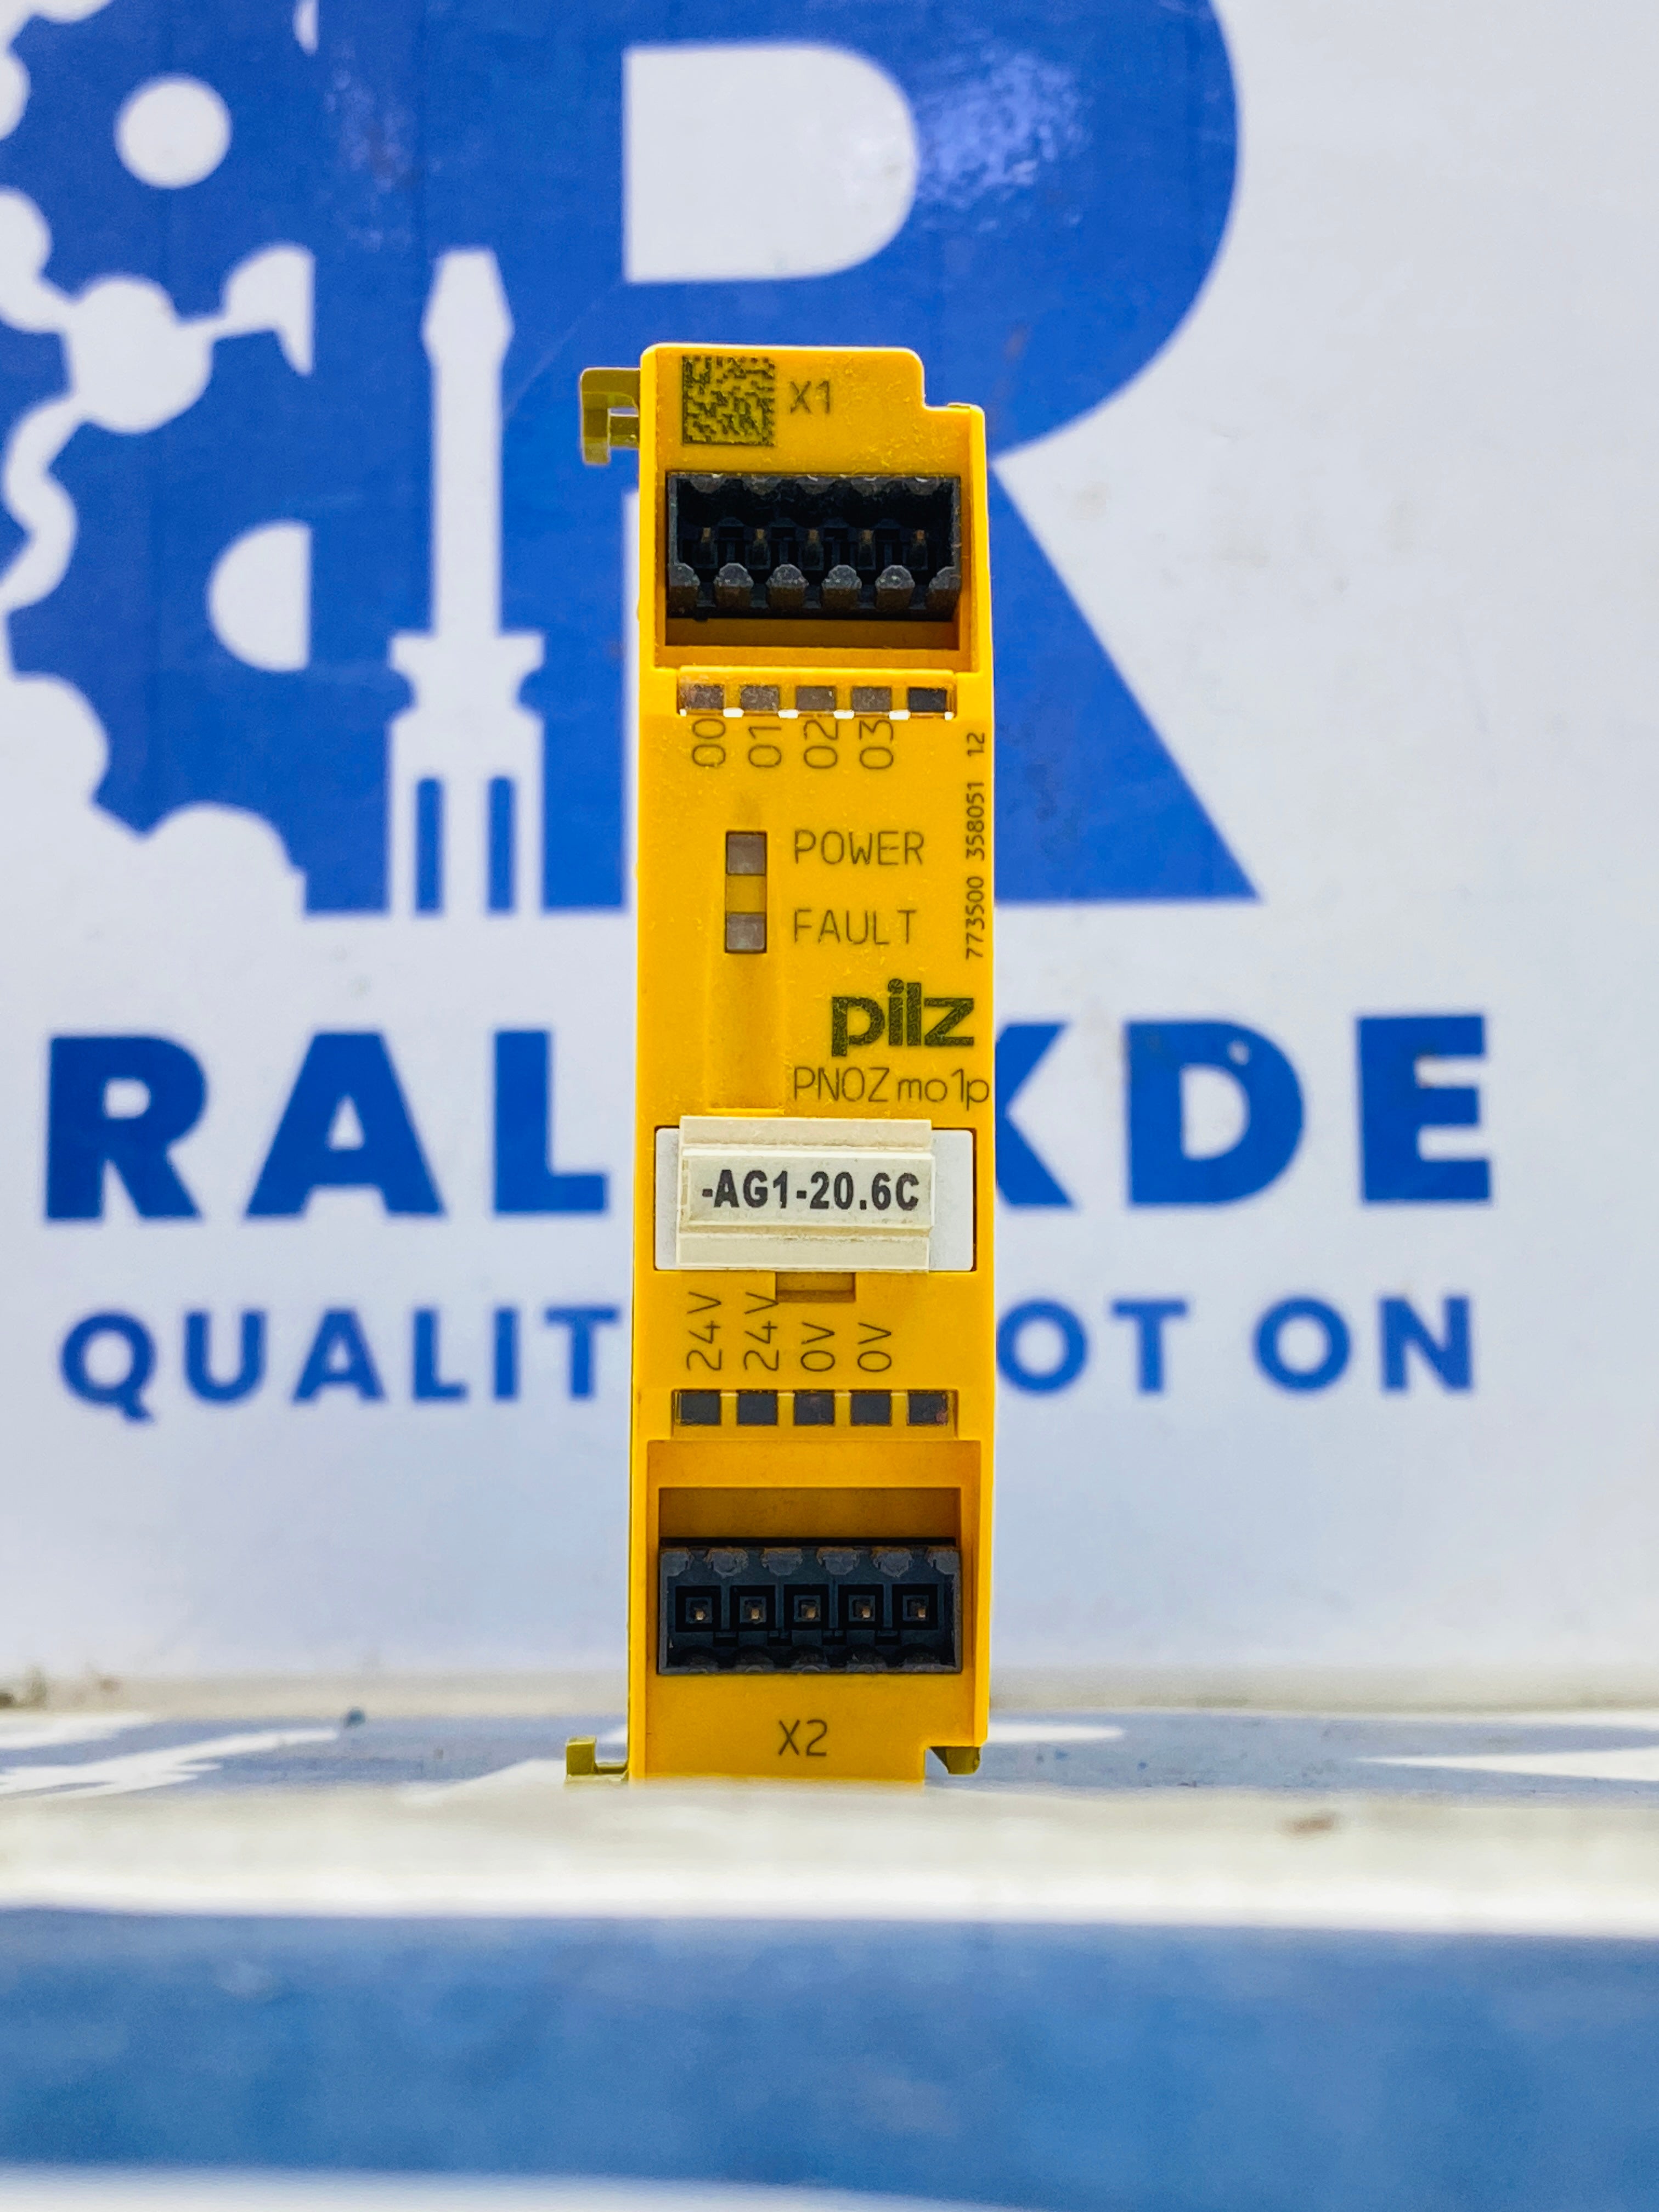 X1
00 01 02 03
POWER
FAULT
773500 358051 12
pilz
PNOZ mo1p
-AG1-20.6C
24V 24V 0V 0V
X2
R
RAL KDE
QUALIT OT ON